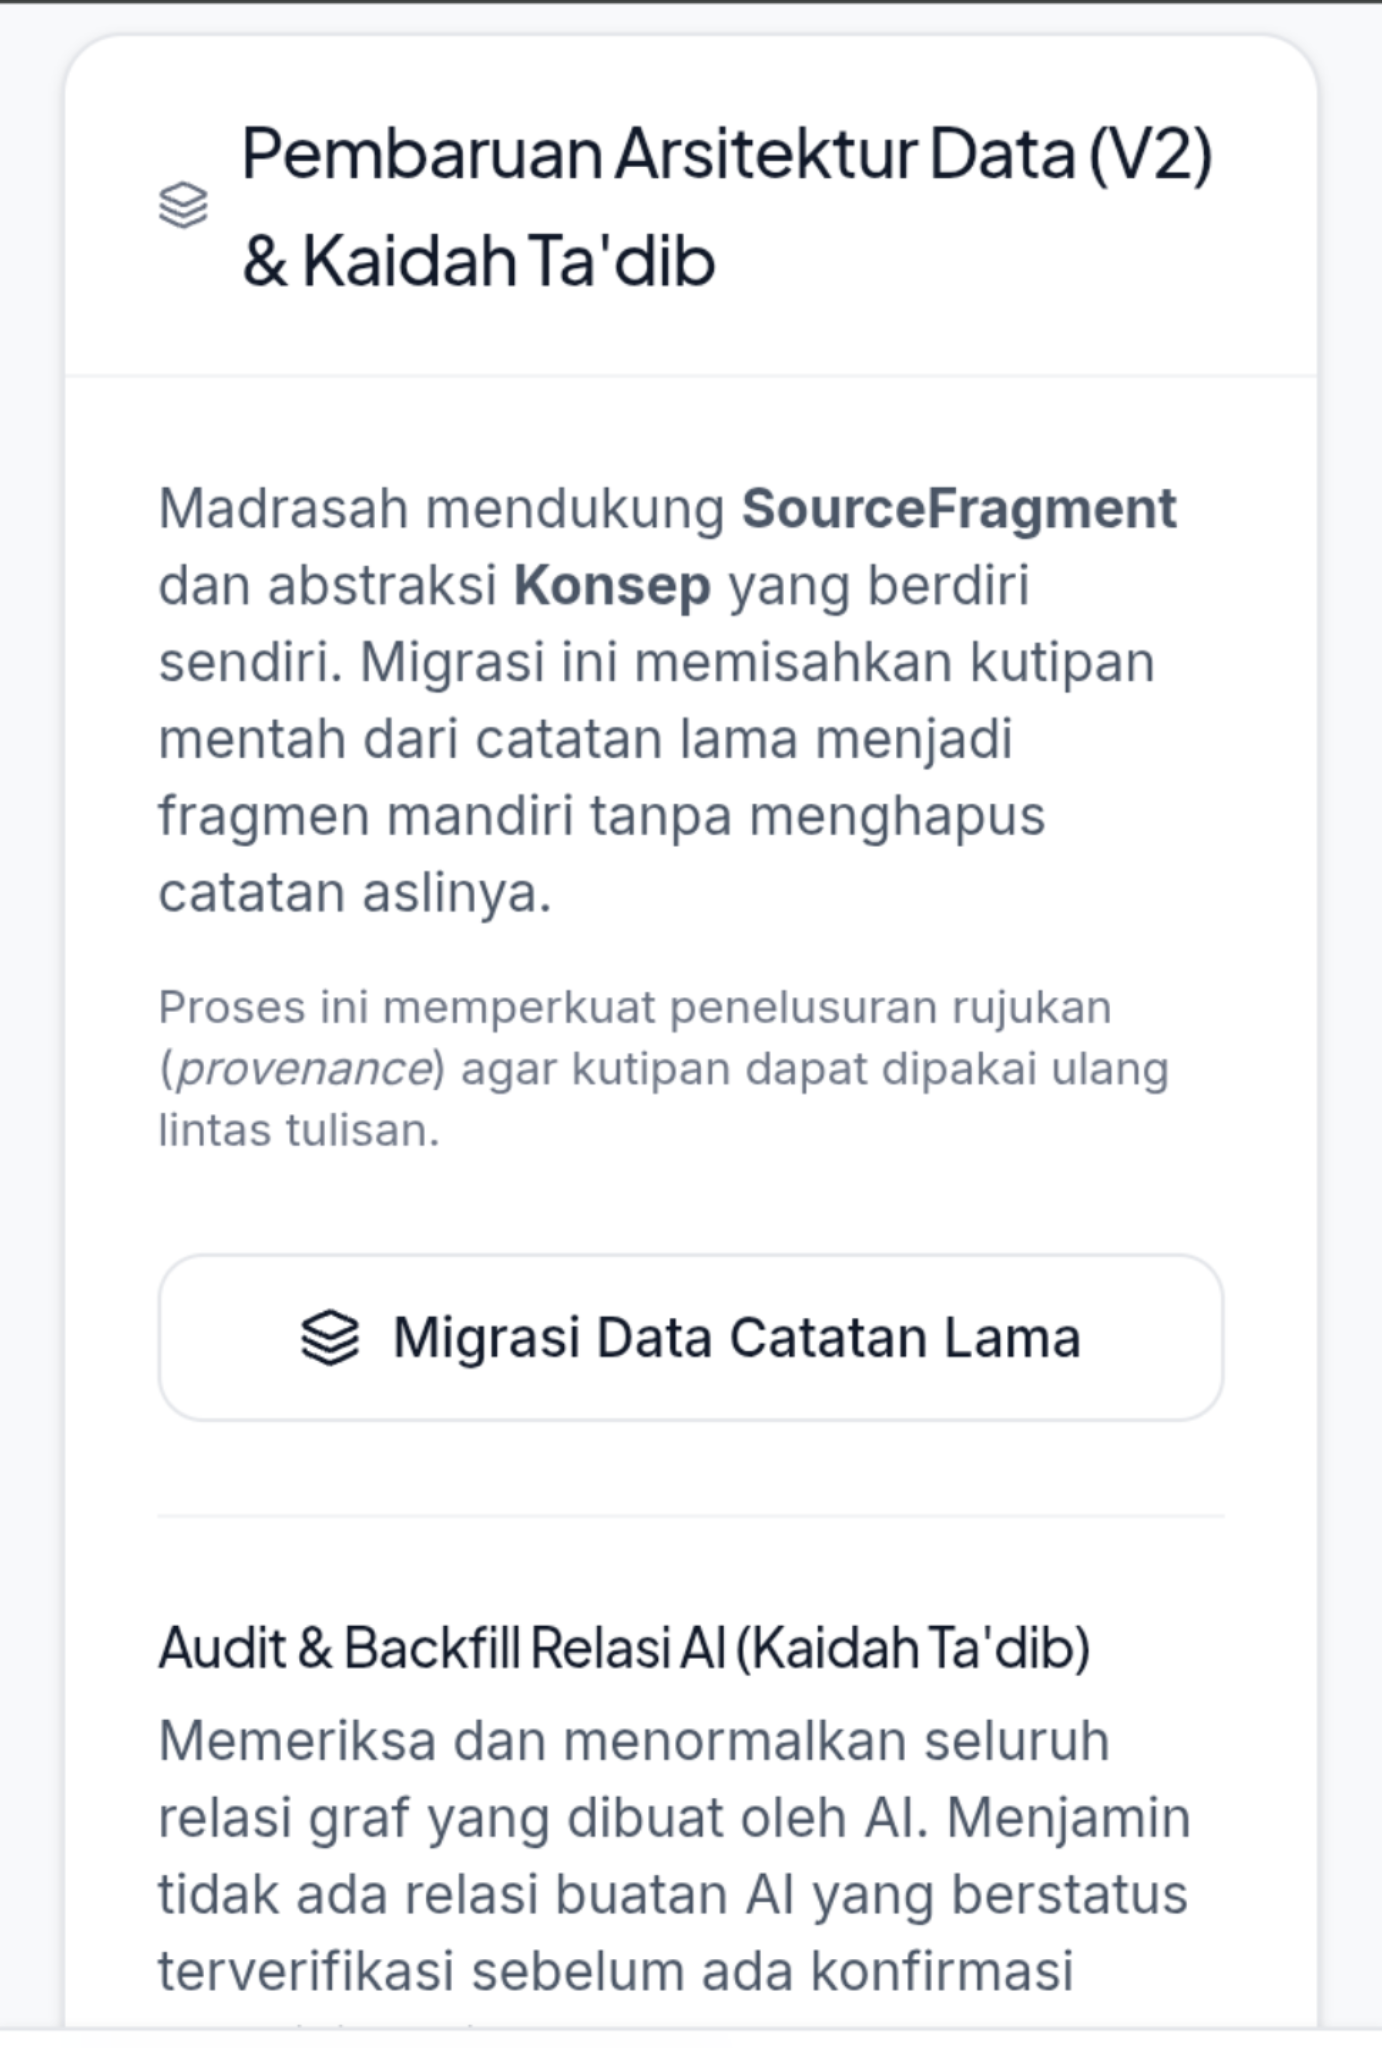 Pembaruan Arsitektur Data (V2)
& Kaidah Ta'dib
Madrasah mendukung SourceFragment
dan abstraksi Konsep yang berdiri
sendiri. Migrasi ini memisahkan kutipan
mentah dari catatan lama menjadi
fragmen mandiri tanpa menghapus
catatan aslinya.
Proses ini memperkuat penelusuran rujukan
(provenance) agar kutipan dapat dipakai ulang
lintas tulisan.
Migrasi Data Catatan Lama
Audit & Backfill Relasi AI (Kaidah Ta'dib)
Memeriksa dan menormalkan seluruh
relasi graf yang dibuat oleh AI. Menjamin
tidak ada relasi buatan AI yang berstatus
terverifikasi sebelum ada konfirmasi